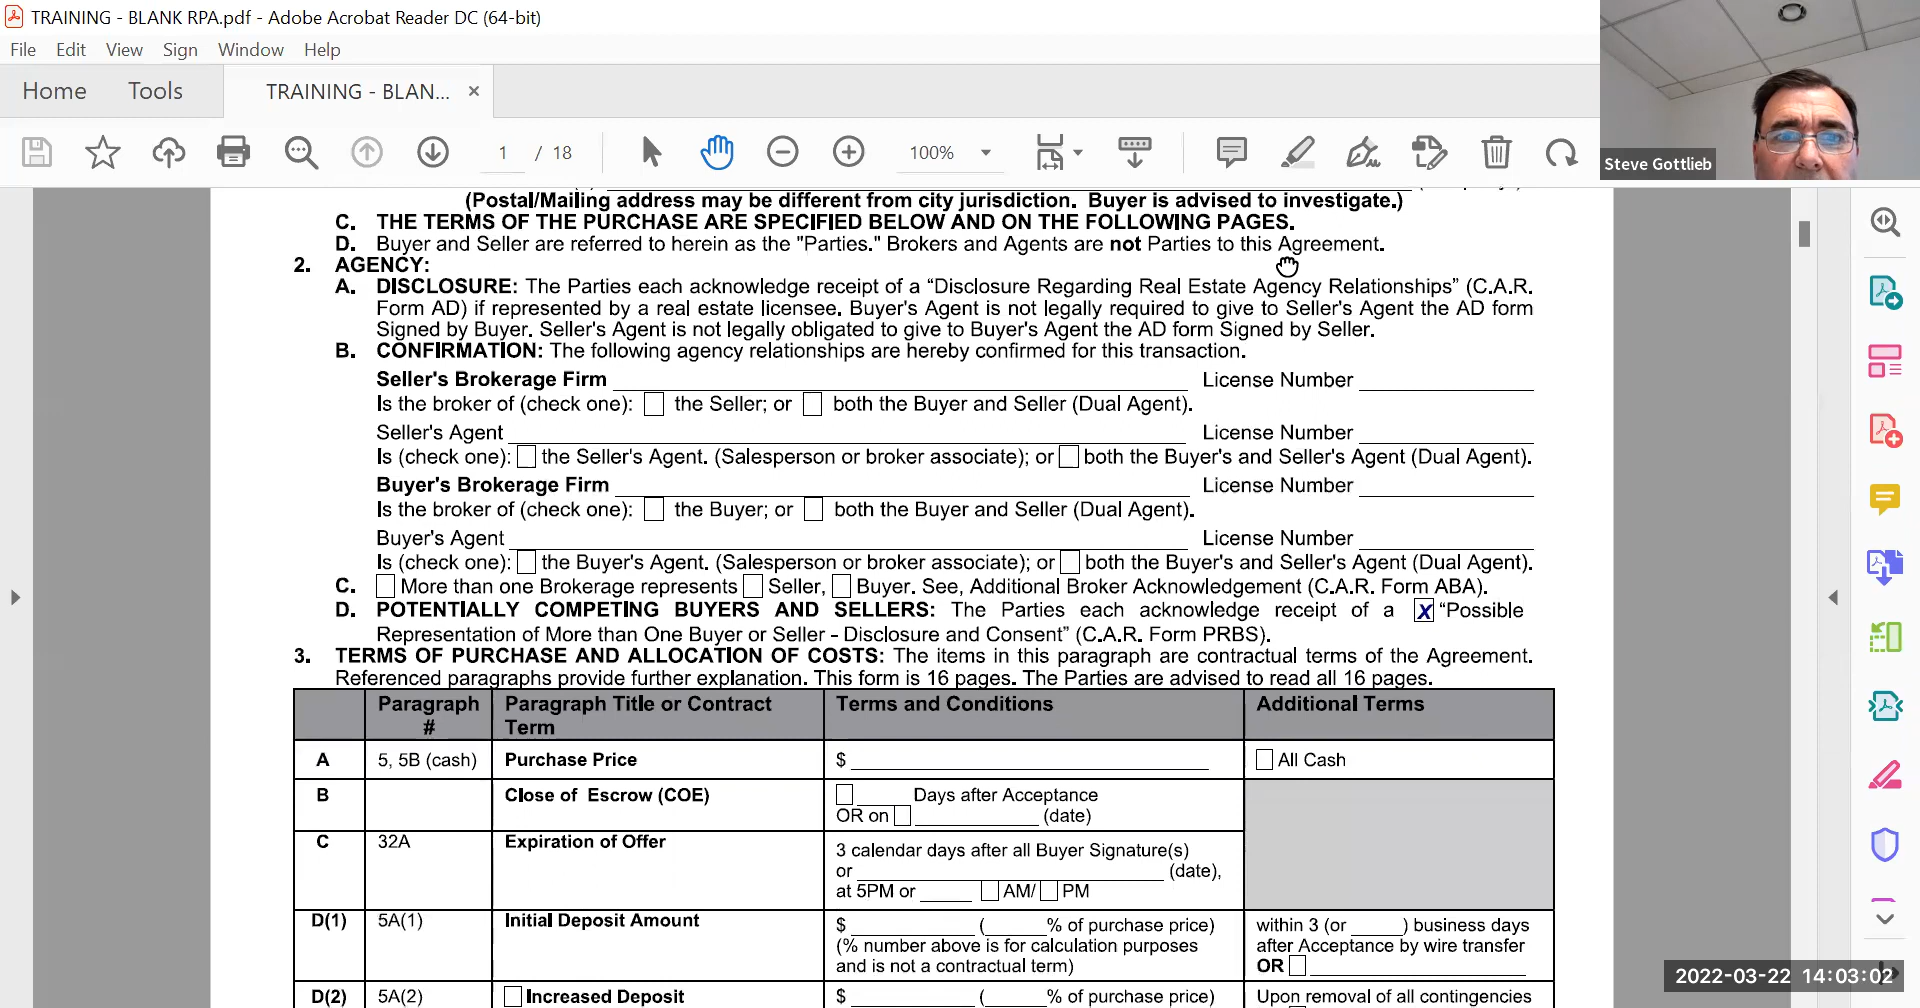 TRAINING - BLANK RPA.pdf - Adobe Acrobat Reader DC (64-bit)
File Edit View Sign Window Help
Home Tools TRAINING - BLAN... ×
1 / 18 100%
Steve Gottlieb
(Postal/Mailing address may be different from city jurisdiction. Buyer is advised to investigate.)
C. THE TERMS OF THE PURCHASE ARE SPECIFIED BELOW AND ON THE FOLLOWING PAGES.
D. Buyer and Seller are referred to herein as the "Parties." Brokers and Agents are not Parties to this Agreement.
2. AGENCY:
A. DISCLOSURE: The Parties each acknowledge receipt of a “Disclosure Regarding Real Estate Agency Relationships” (C.A.R.
Form AD) if represented by a real estate licensee. Buyer's Agent is not legally required to give to Seller's Agent the AD form
Signed by Buyer. Seller's Agent is not legally obligated to give to Buyer's Agent the AD form Signed by Seller.
B. CONFIRMATION: The following agency relationships are hereby confirmed for this transaction.
Seller's Brokerage Firm License Number
Is the broker of (check one): the Seller; or both the Buyer and Seller (Dual Agent).
Seller's Agent License Number
Is (check one): the Seller's Agent. (Salesperson or broker associate); or both the Buyer's and Seller's Agent (Dual Agent).
Buyer's Brokerage Firm License Number
Is the broker of (check one): the Buyer; or both the Buyer and Seller (Dual Agent).
Buyer's Agent License Number
Is (check one): the Buyer's Agent. (Salesperson or broker associate); or both the Buyer's and Seller's Agent (Dual Agent).
C. More than one Brokerage represents Seller, Buyer. See, Additional Broker Acknowledgement (C.A.R. Form ABA).
D. POTENTIALLY COMPETING BUYERS AND SELLERS: The Parties each acknowledge receipt of a X “Possible
Representation of More than One Buyer or Seller - Disclosure and Consent” (C.A.R. Form PRBS).
3. TERMS OF PURCHASE AND ALLOCATION OF COSTS: The items in this paragraph are contractual terms of the Agreement.
Referenced paragraphs provide further explanation. This form is 16 pages. The Parties are advised to read all 16 pages.
Paragraph # Paragraph Title or Contract Term Terms and Conditions Additional Terms
A 5, 5B (cash) Purchase Price $ All Cash
B Close of Escrow (COE) Days after Acceptance
OR on (date)
C 32A Expiration of Offer 3 calendar days after all Buyer Signature(s)
or (date),
at 5PM or AM/ PM
D(1) 5A(1) Initial Deposit Amount $ ( % of purchase price) within 3 (or ) business days
(% number above is for calculation purposes after Acceptance by wire transfer
and is not a contractual term) OR
D(2) 5A(2) Increased Deposit $ ( % of purchase price) Upon removal of all contingencies
2022-03-22 14:03:02